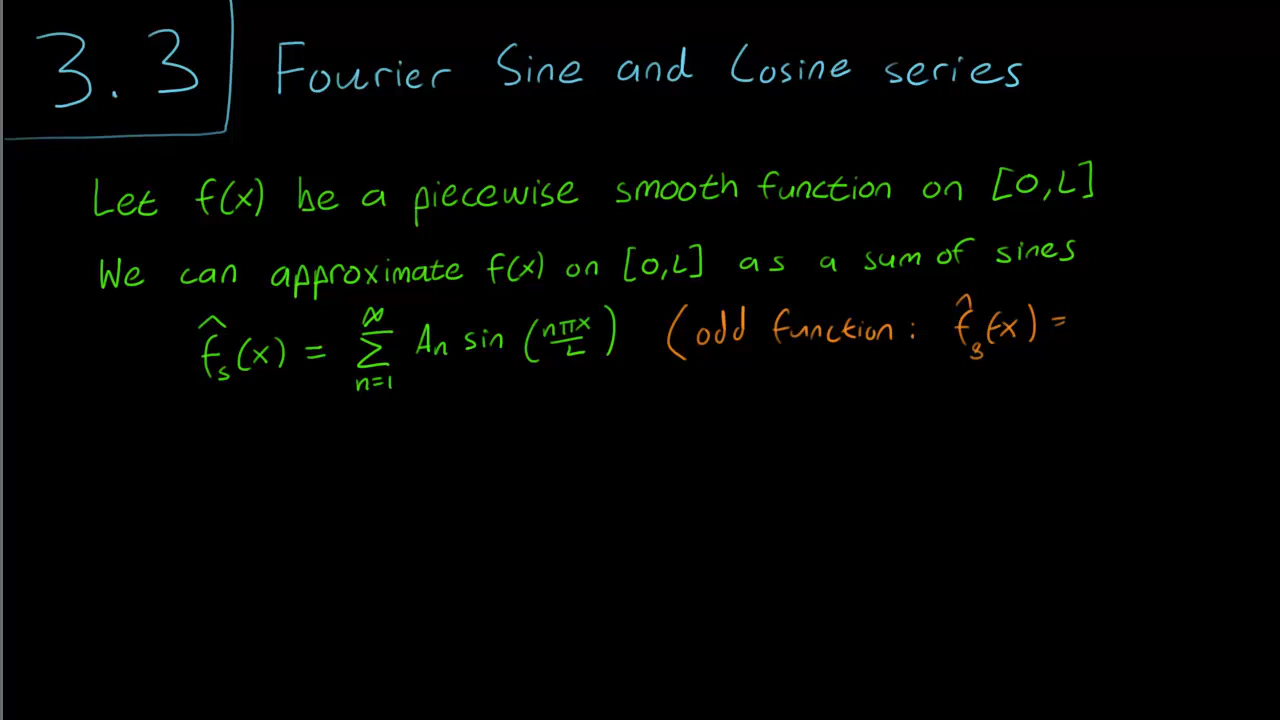 3.3 Fourier Sine and Cosine series
Let f(x) be a piecewise smooth function on [0,L]
We can approximate f(x) on [0,L] as a sum of sines
f̂ₛ(x) = ∑_{n=1}^{∞} Aₙ sin (nπx/L) (odd function: f̂ₛ(-x) =